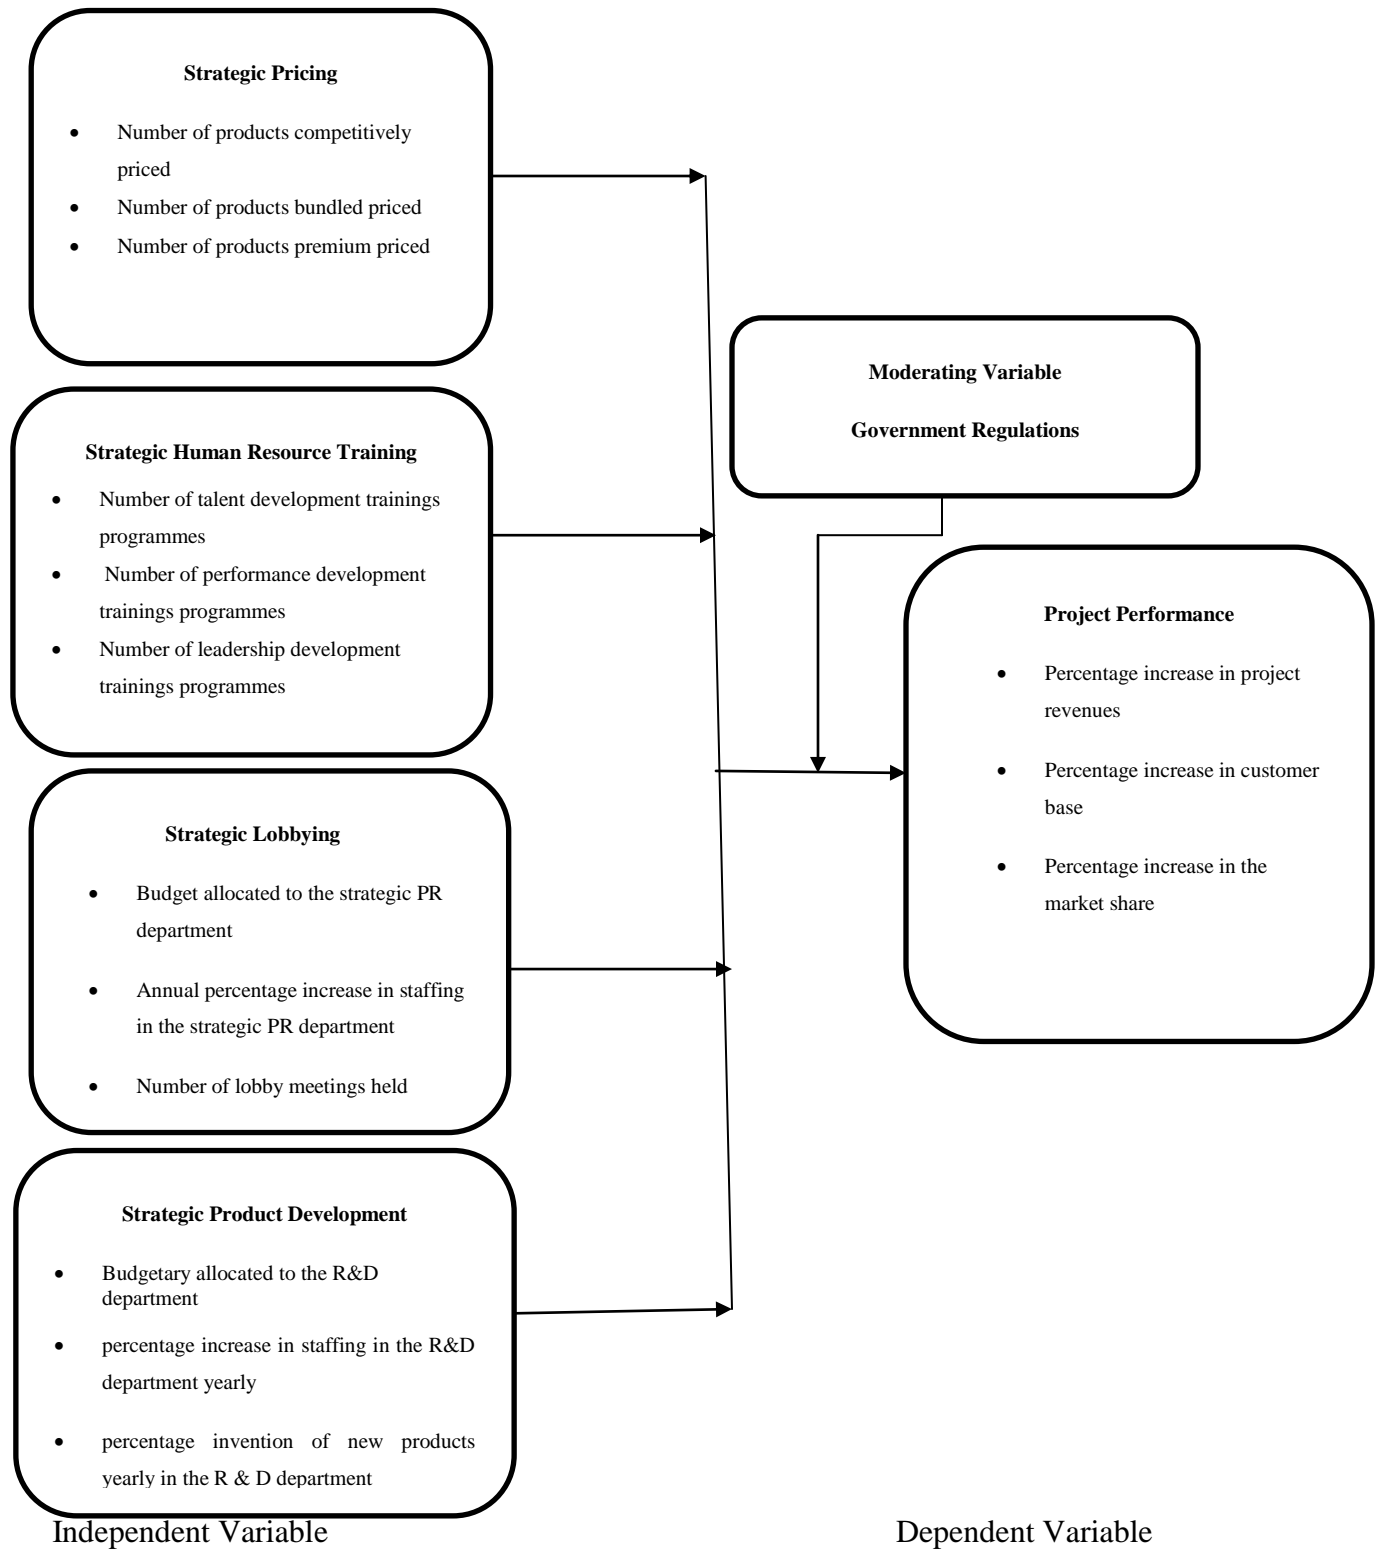 Strategic Pricing
• Number of products competitively
priced
• Number of products bundled priced
• Number of products premium priced
Strategic Human Resource Training
• Number of talent development trainings
programmes
• Number of performance development
trainings programmes
• Number of leadership development
trainings programmes
Strategic Lobbying
• Budget allocated to the strategic PR
department
• Annual percentage increase in staffing
in the strategic PR department
• Number of lobby meetings held
Strategic Product Development
• Budgetary allocated to the R&D
department
• percentage increase in staffing in the R&D
department yearly
• percentage invention of new products
yearly in the R & D department
Independent Variable
Moderating Variable
Government Regulations
Project Performance
• Percentage increase in project
revenues
• Percentage increase in customer
base
• Percentage increase in the
market share
Dependent Variable